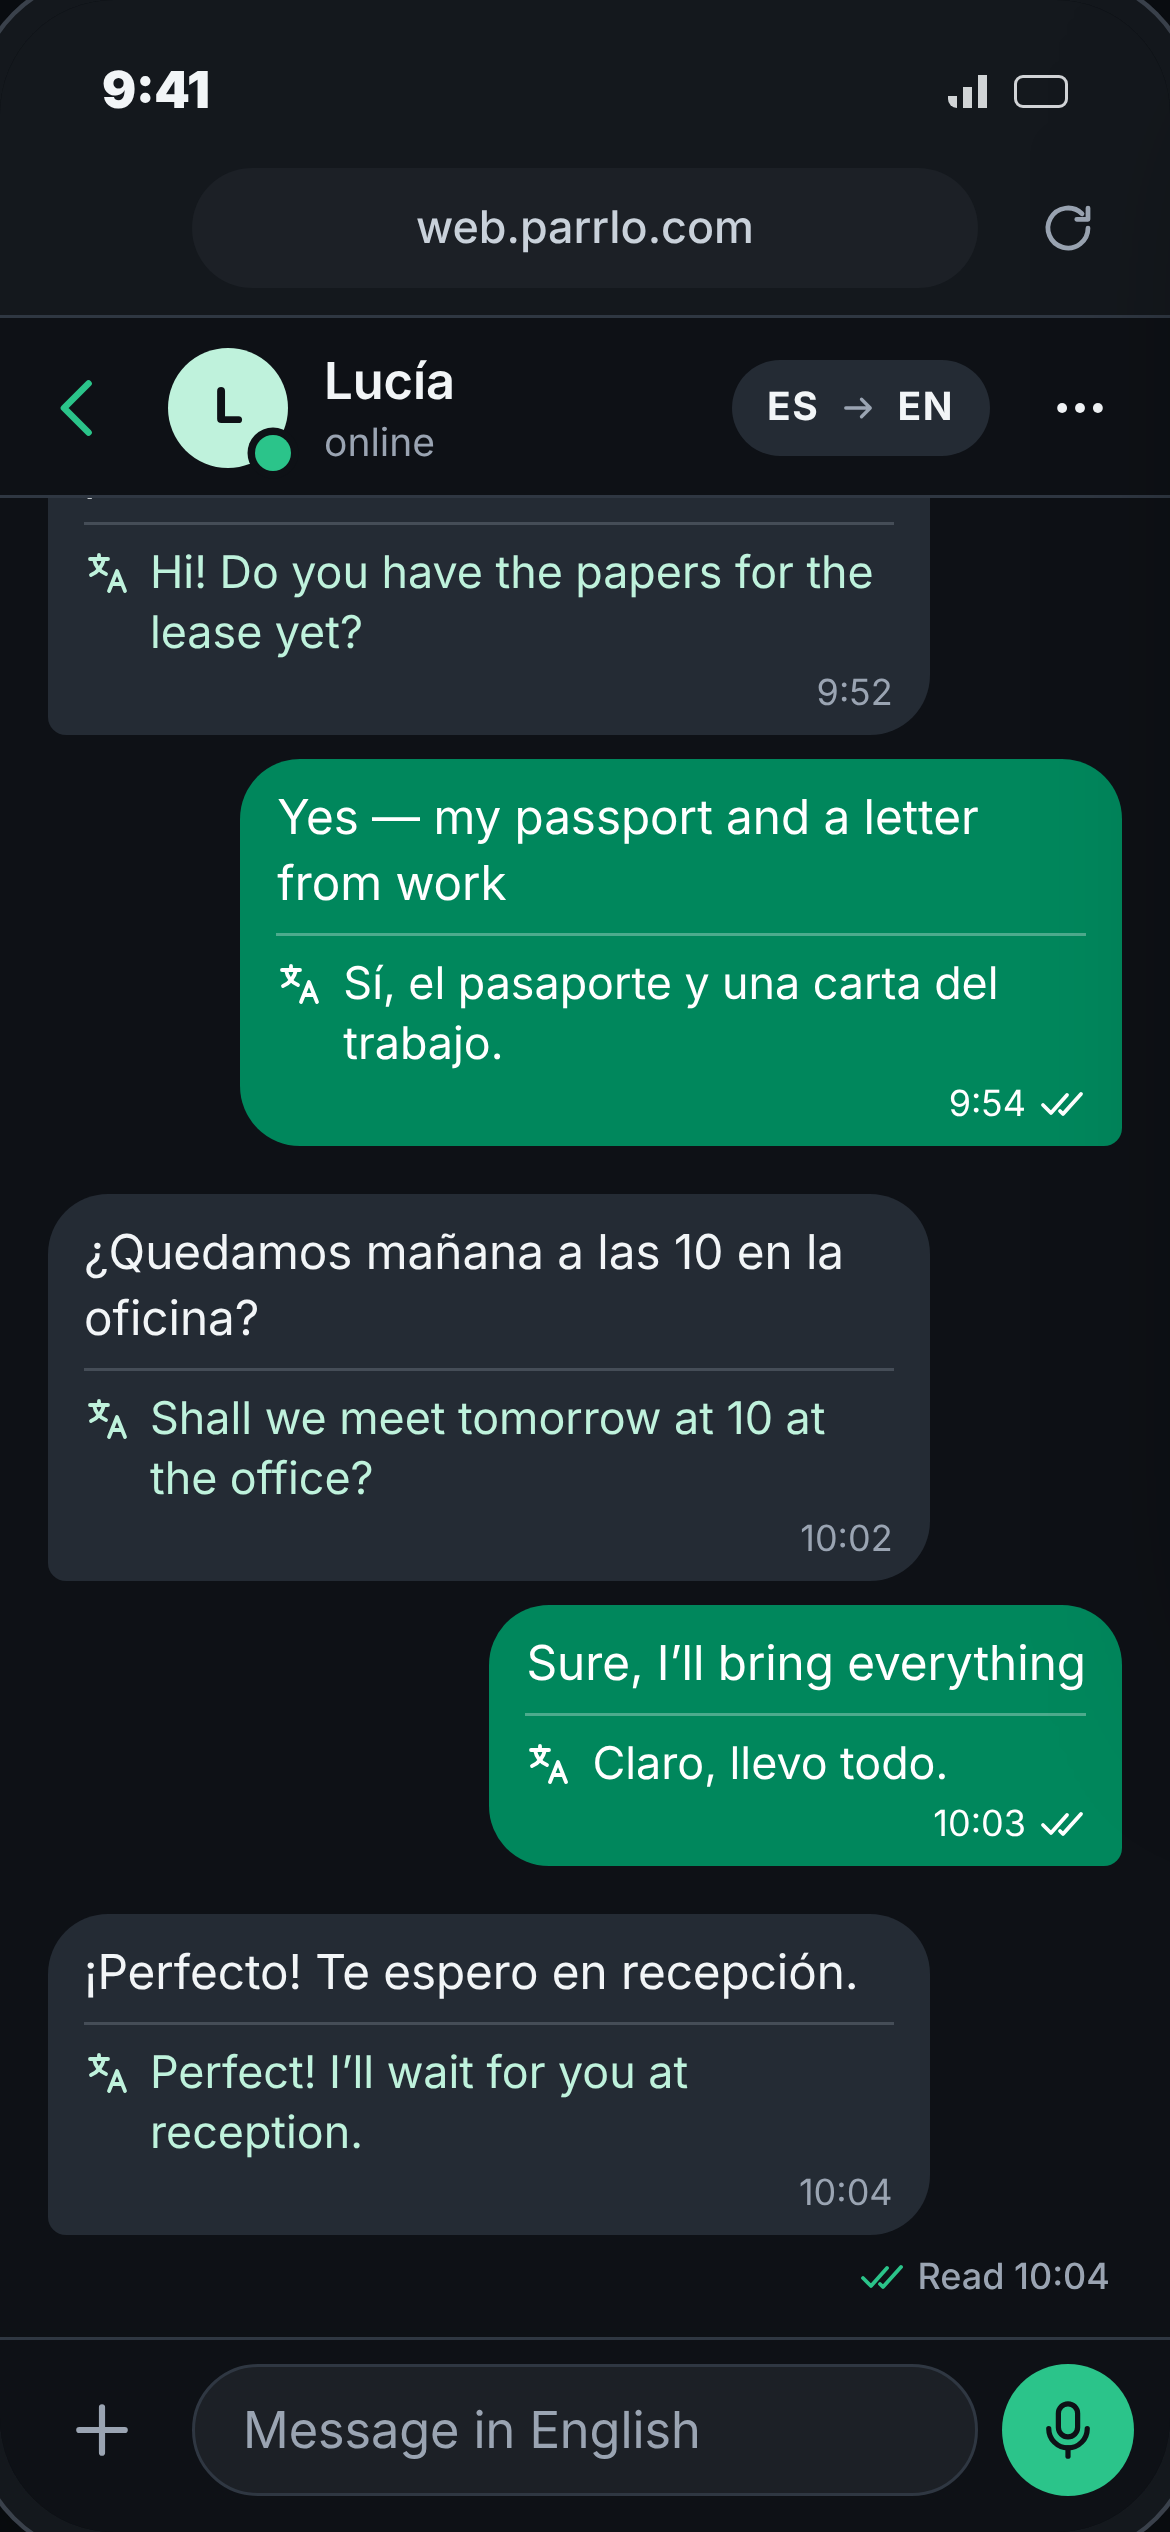 9:41
web.parrlo.com
L
Lucía
online
ES → EN
Hi! Do you have the papers for the
lease yet?
9:52
Yes — my passport and a letter
from work
Sí, el pasaporte y una carta del
trabajo.
9:54
¿Quedamos mañana a las 10 en la
oficina?
Shall we meet tomorrow at 10 at
the office?
10:02
Sure, I’ll bring everything
Claro, llevo todo.
10:03
¡Perfecto! Te espero en recepción.
Perfect! I’ll wait for you at
reception.
10:04
Read 10:04
Message in English